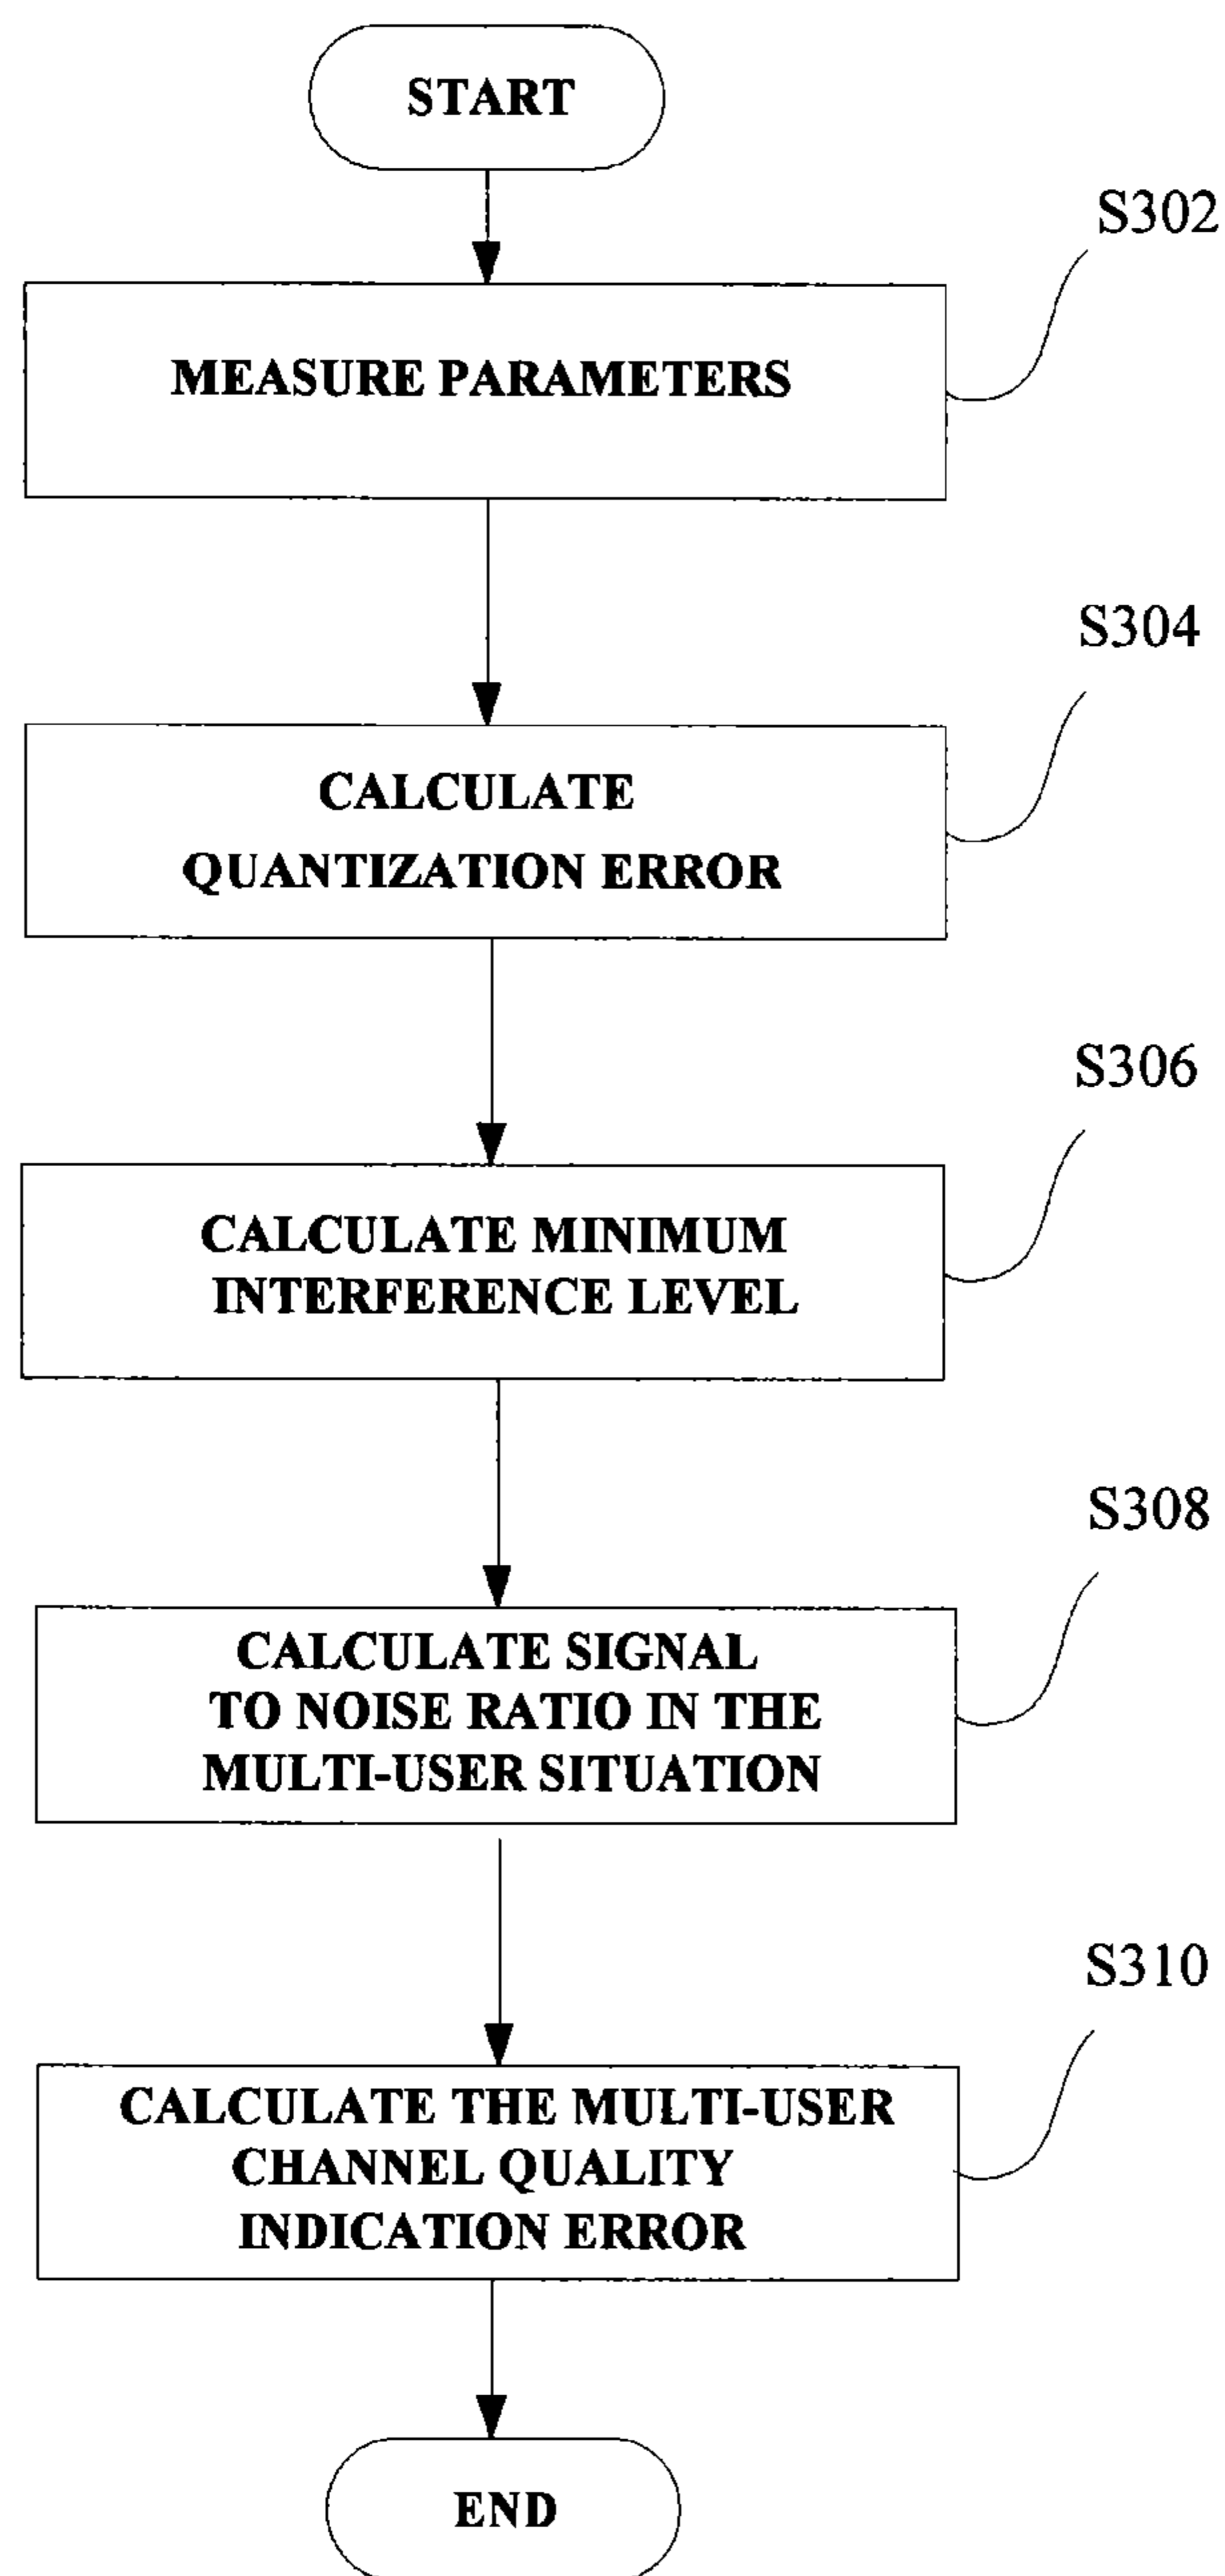 START
S302
MEASURE PARAMETERS
S304
CALCULATE
QUANTIZATION ERROR
S306
CALCULATE MINIMUM
INTERFERENCE LEVEL
S308
CALCULATE SIGNAL
TO NOISE RATIO IN THE
MULTI-USER SITUATION
S310
CALCULATE THE MULTI-USER
CHANNEL QUALITY
INDICATION ERROR
END